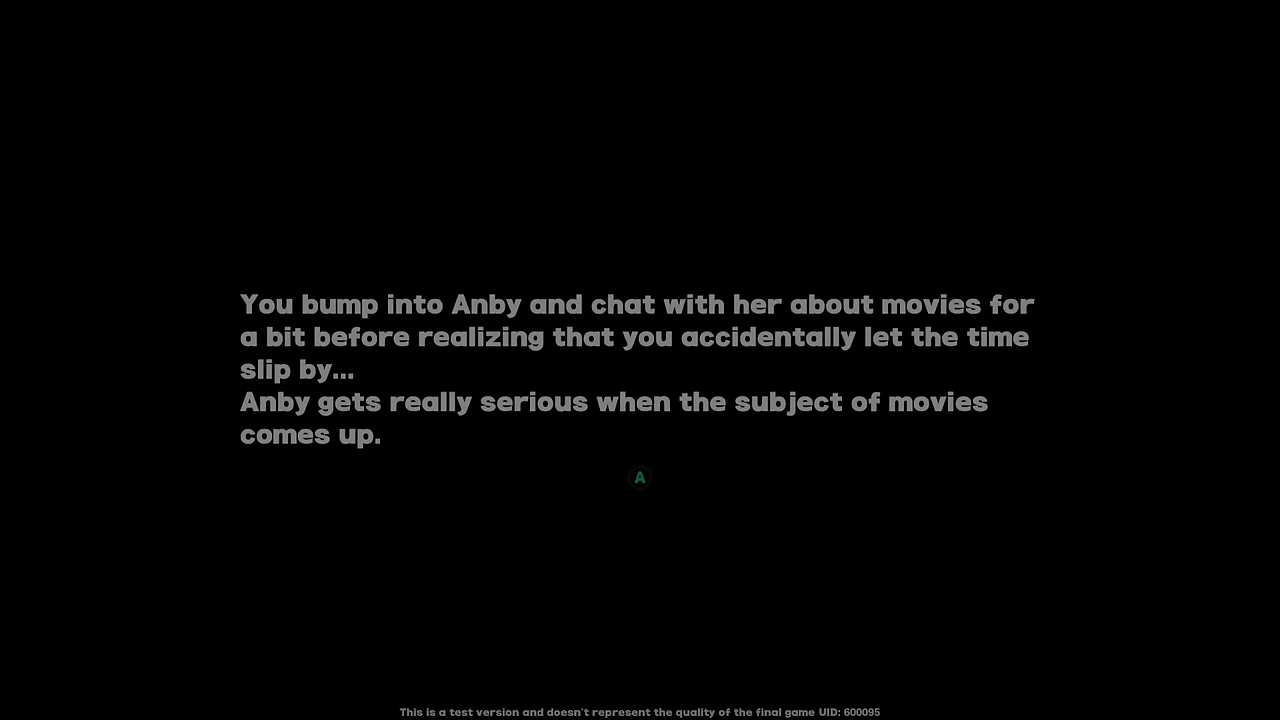 You bump into Anby and chat with her about movies for
a bit before realizing that you accidentally let the time
slip by...
Anby gets really serious when the subject of movies
comes up.
A
This is a test version and doesn't represent the quality of the final game UID: 600095